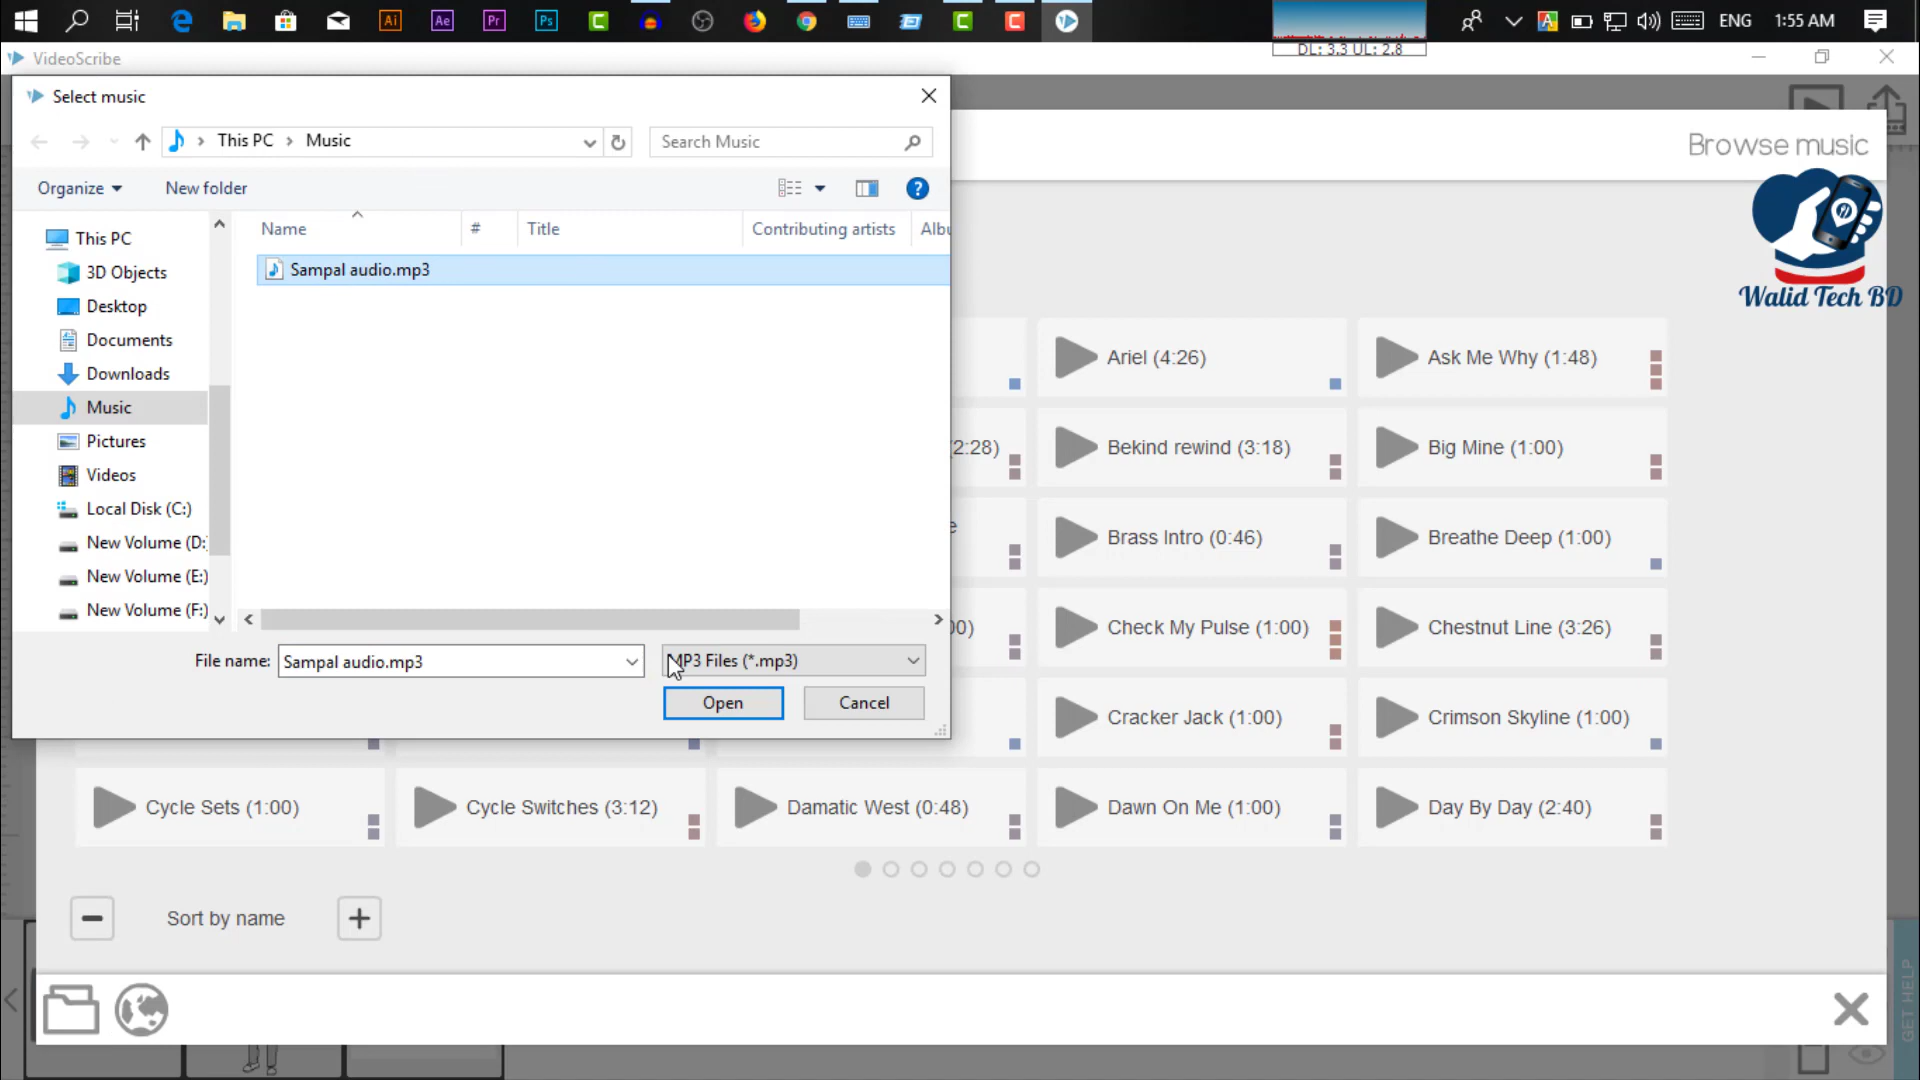 Ai Ae Pr Ps ENG 1:55 AM
DL: 3.3 UL: 2.8
VideoScribe
Select music
This PC > Music
Search Music
Browse music
Organize
New folder
Name
#
Title
Contributing artists
Albu
This PC
3D Objects
Desktop
Documents
Downloads
Music
Pictures
Videos
Local Disk (C:)
New Volume (D:
New Volume (E:)
New Volume (F:)
Sampal audio.mp3
File name: Sampal audio.mp3
MP3 Files (*.mp3)
Open
Cancel
Walid Tech BD
Ariel (4:26)
Ask Me Why (1:48)
(2:28)
Bekind rewind (3:18)
Big Mine (1:00)
e
Brass Intro (0:46)
Breathe Deep (1:00)
00)
Check My Pulse (1:00)
Chestnut Line (3:26)
Cracker Jack (1:00)
Crimson Skyline (1:00)
Cycle Sets (1:00)
Cycle Switches (3:12)
Damatic West (0:48)
Dawn On Me (1:00)
Day By Day (2:40)
Sort by name
GET HELP